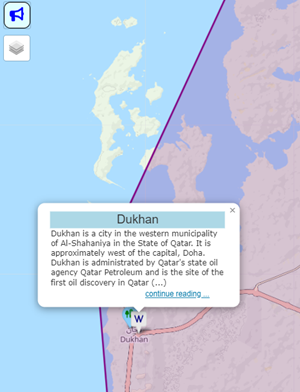 Dukhan
Dukhan is a city in the western municipality
of Al-Shahaniya in the State of Qatar. It is
approximately west of the capital, Doha.
Dukhan is administrated by Qatar's state oil
agency Qatar Petroleum and is the site of the
first oil discovery in Qatar (...)
continue reading ...
W
Dukhan